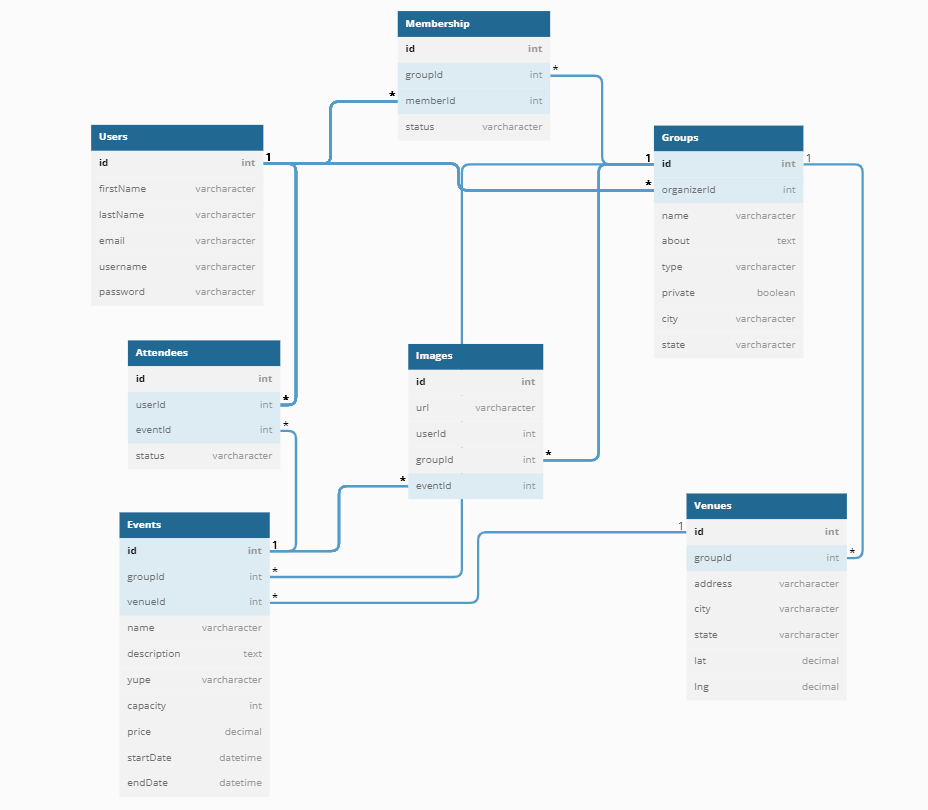 Membership
id int
groupId int *
* memberId int
status varcharacter
Users
id int 1
firstName varcharacter
lastName varcharacter
email varcharacter
username varcharacter
password varcharacter
Groups
1 id int 1
* organizerId int
name varcharacter
about text
type varcharacter
private boolean
city varcharacter
state varcharacter
Attendees
id int
userId int *
eventId int *
status varcharacter
Images
id int
url varcharacter
userId int
groupId int *
* eventId int
Events
id int 1
groupId int *
venueId int *
name varcharacter
description text
yupe varcharacter
capacity int
price decimal
startDate datetime
endDate datetime
Venues
1 id int
groupId int *
address varcharacter
city varcharacter
state varcharacter
lat decimal
lng decimal